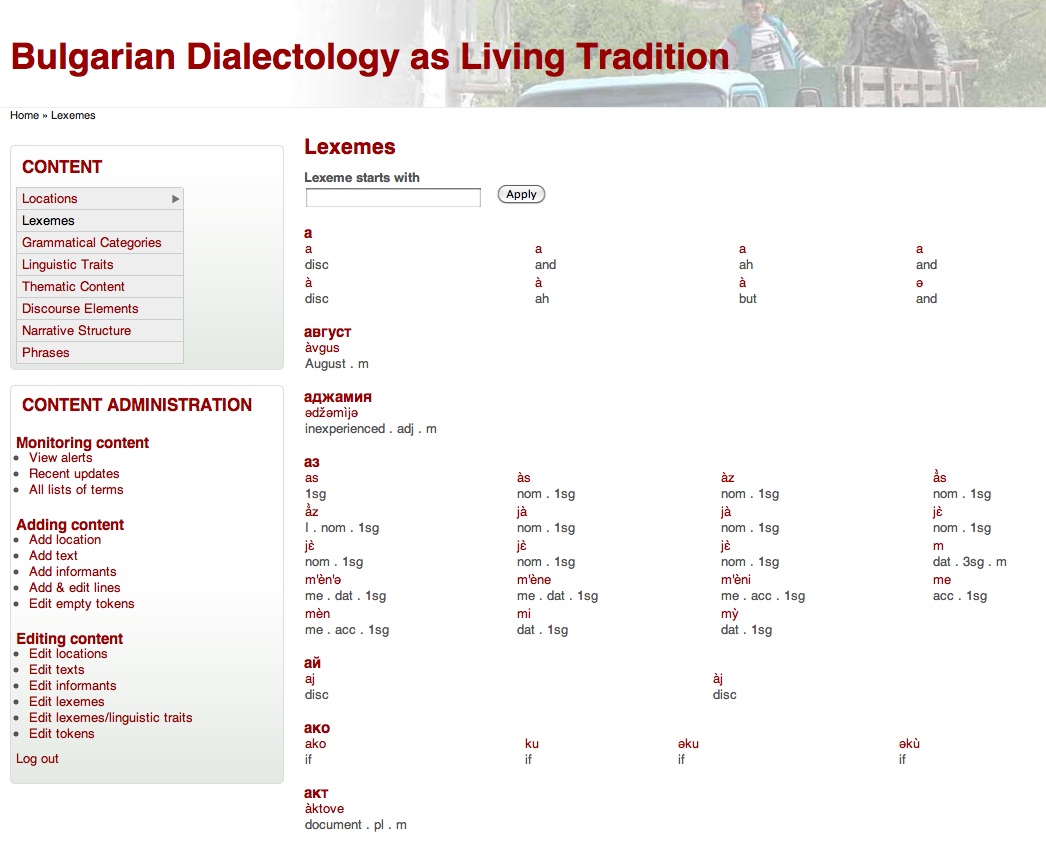 Bulgarian Dialectology as Living Tradition
Home » Lexemes
CONTENT
Locations
Lexemes
Grammatical Categories
Linguistic Traits
Thematic Content
Discourse Elements
Narrative Structure
Phrases
CONTENT ADMINISTRATION
Monitoring content
View alerts
Recent updates
All lists of terms
Adding content
Add location
Add text
Add informants
Add & edit lines
Edit empty tokens
Editing content
Edit locations
Edit texts
Edit informants
Edit lexemes
Edit lexemes/linguistic traits
Edit tokens
Log out
Lexemes
Lexeme starts with
Apply
а
a a a a
disc and ah and
à à à ə
disc ah but and
август
àvgus
August . m
аджамия
ədžəmìjə
inexperienced . adj . m
аз
as às àz ə̀s
1sg nom . 1sg nom . 1sg nom . 1sg
ə̀z jà jà jɛ̀
I . nom . 1sg nom . 1sg nom . 1sg nom . 1sg
jɛ̀ jɛ̀ jɛ̀ m
nom . 1sg nom . 1sg nom . 1sg dat . 3sg . m
m'èn'ə m'ène m'èni me
me . dat . 1sg me . dat . 1sg me . acc . 1sg acc . 1sg
mèn mi mỳ
me . acc . 1sg dat . 1sg dat . 1sg
ай
aj àj
disc disc
ако
ako ku əku əkù
if if if if
акт
àktove
document . pl . m